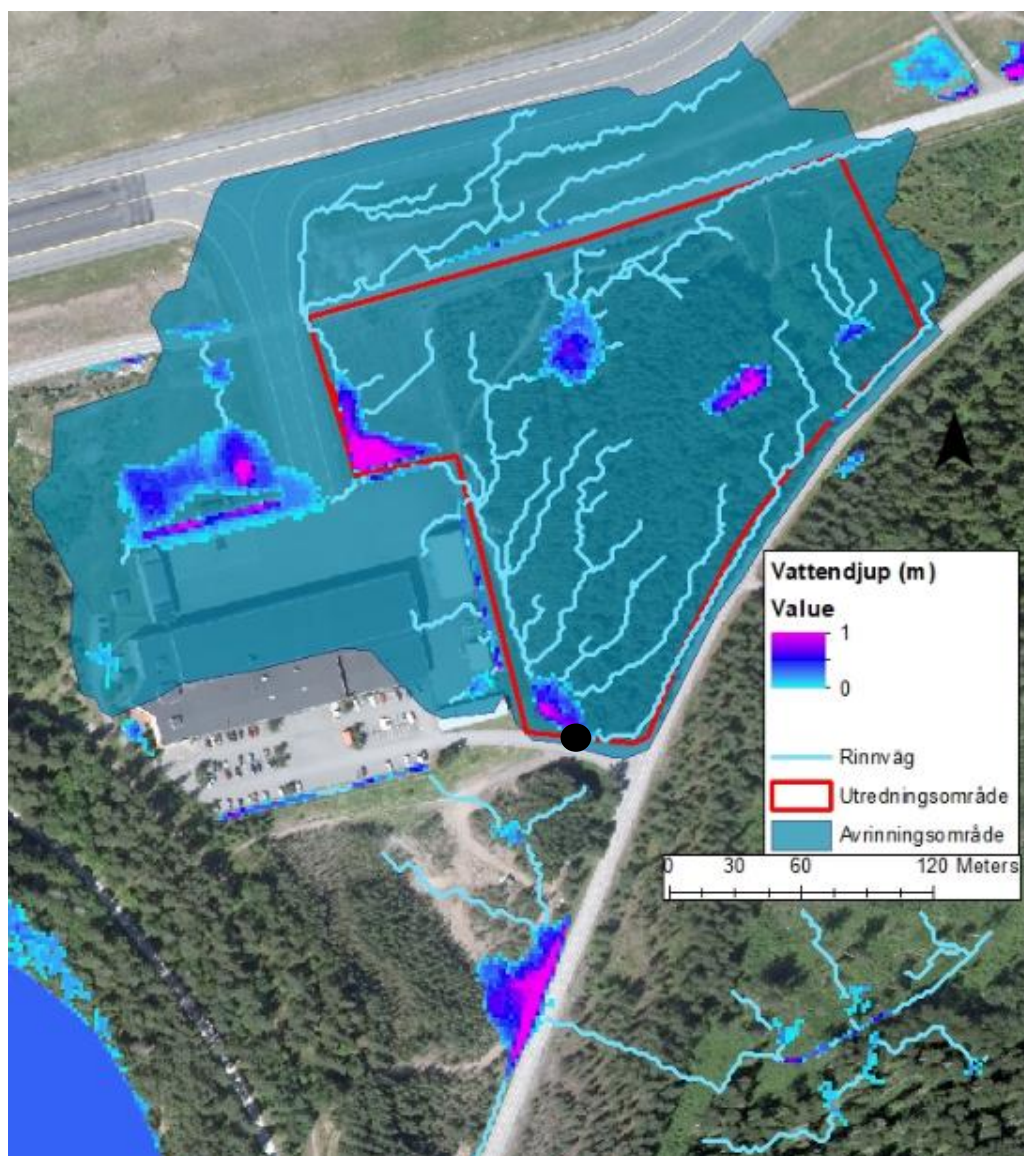 Vattendjup (m)
Value
1
0
Rinnväg
Utredningsområde
Avrinningsområde
0 30 60 120 Meters